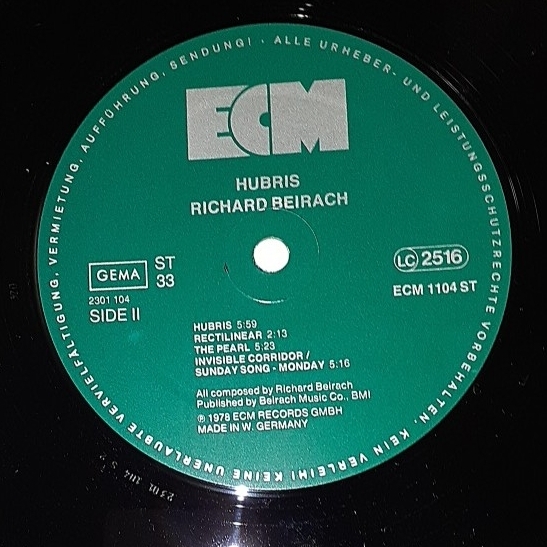 KEINE UNERLAUBTE VERVIELFÄLTIGUNG, VERMIETUNG, AUFFÜHRUNG, SENDUNG! · ALLE URHEBER- UND LEISTUNGSSCHUTZRECHTE VORBEHALTEN. KEIN VERLEIH!
ECM
HUBRIS
RICHARD BEIRACH
GEMA
ST
33
LC 2516
2301 104
SIDE II
ECM 1104 ST
HUBRIS 5:59
RECTILINEAR 2:13
THE PEARL 5:23
INVISIBLE CORRIDOR /
SUNDAY SONG - MONDAY 5:16
All composed by Richard Beirach
Published by Beirach Music Co., BMI
℗ 1978 ECM RECORDS GMBH
MADE IN W. GERMANY
2301 104 S 2